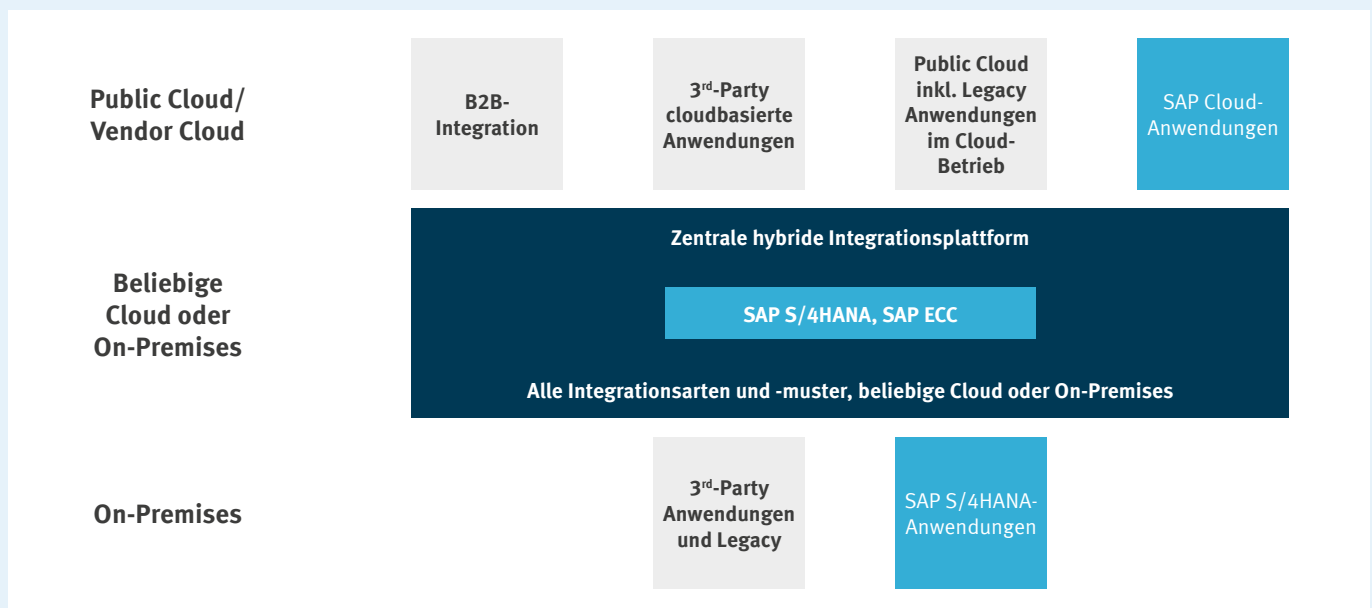 Public Cloud/
Vendor Cloud
B2B-
Integration
3rd-Party
cloudbasierte
Anwendungen
Public Cloud
inkl. Legacy
Anwendungen
im Cloud-
Betrieb
SAP Cloud-
Anwendungen
Beliebige
Cloud oder
On-Premises
Zentrale hybride Integrationsplattform
SAP S/4HANA, SAP ECC
Alle Integrationsarten und -muster, beliebige Cloud oder On-Premises
On-Premises
3rd-Party
Anwendungen
und Legacy
SAP S/4HANA-
Anwendungen